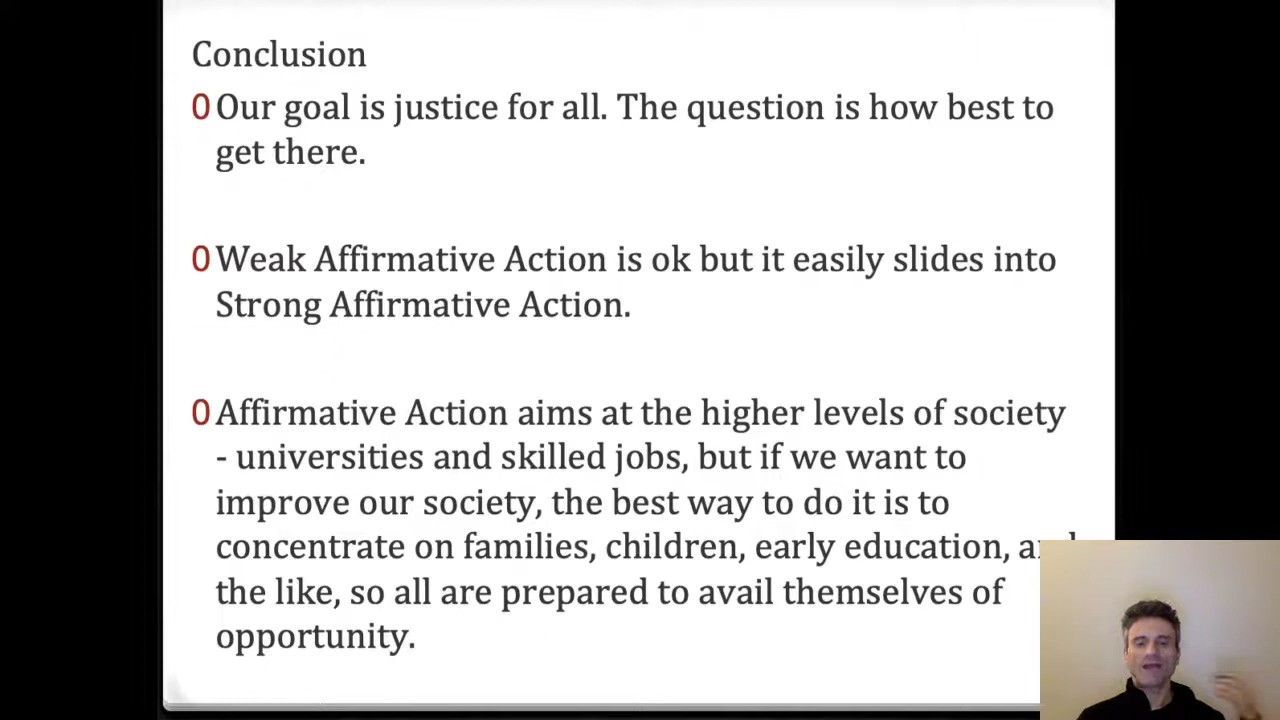 Conclusion
0 Our goal is justice for all. The question is how best to
get there.
0 Weak Affirmative Action is ok but it easily slides into
Strong Affirmative Action.
0 Affirmative Action aims at the higher levels of society
- universities and skilled jobs, but if we want to
improve our society, the best way to do it is to
concentrate on families, children, early education, and
the like, so all are prepared to avail themselves of
opportunity.